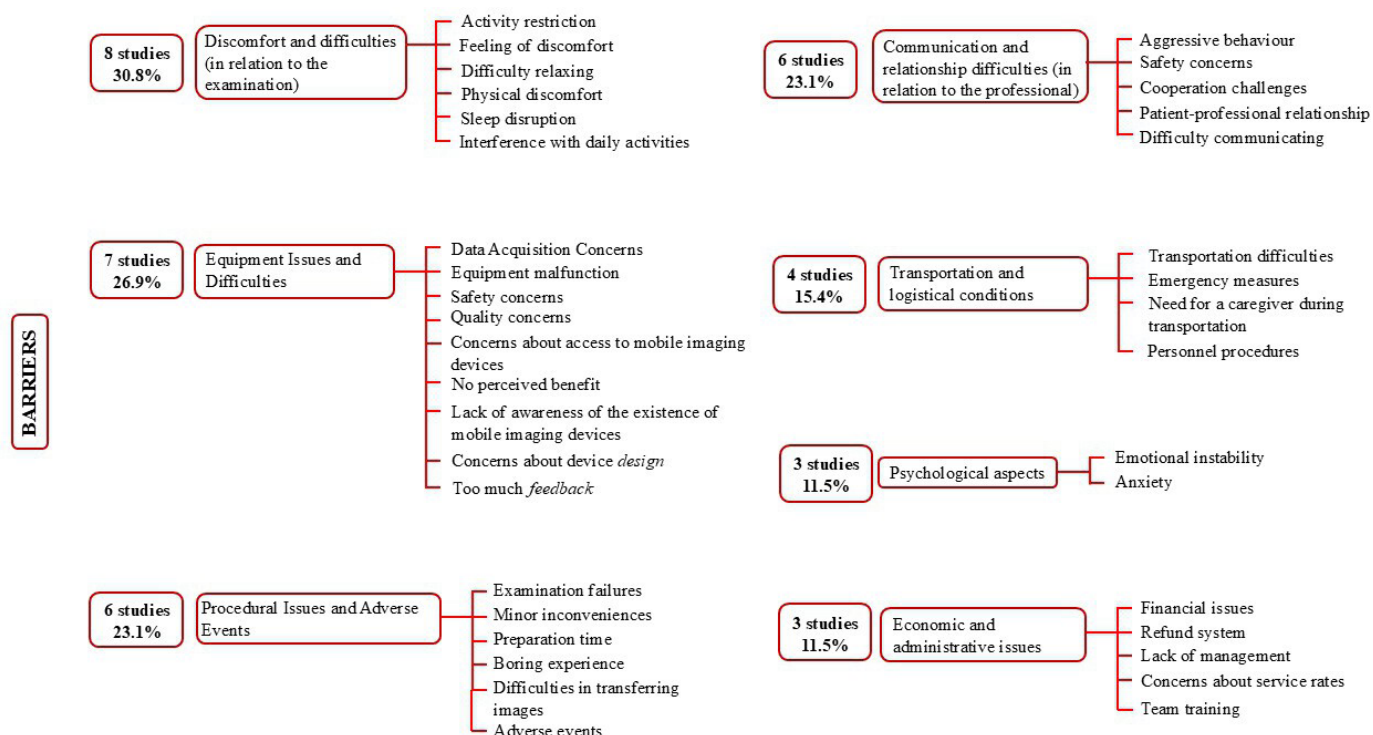 BARRIERS
8 studies
30.8%
Discomfort and difficulties
(in relation to the
examination)
Activity restriction
Feeling of discomfort
Difficulty relaxing
Physical discomfort
Sleep disruption
Interference with daily activities
7 studies
26.9%
Equipment Issues and
Difficulties
Data Acquisition Concerns
Equipment malfunction
Safety concerns
Quality concerns
Concerns about access to mobile imaging
devices
No perceived benefit
Lack of awareness of the existence of
mobile imaging devices
Concerns about device design
Too much feedback
6 studies
23.1%
Procedural Issues and Adverse
Events
Examination failures
Minor inconveniences
Preparation time
Boring experience
Difficulties in transferring
images
Adverse events
6 studies
23.1%
Communication and
relationship difficulties (in
relation to the professional)
Aggressive behaviour
Safety concerns
Cooperation challenges
Patient-professional relationship
Difficulty communicating
4 studies
15.4%
Transportation and
logistical conditions
Transportation difficulties
Emergency measures
Need for a caregiver during
transportation
Personnel procedures
3 studies
11.5%
Psychological aspects
Emotional instability
Anxiety
3 studies
11.5%
Economic and
administrative issues
Financial issues
Refund system
Lack of management
Concerns about service rates
Team training